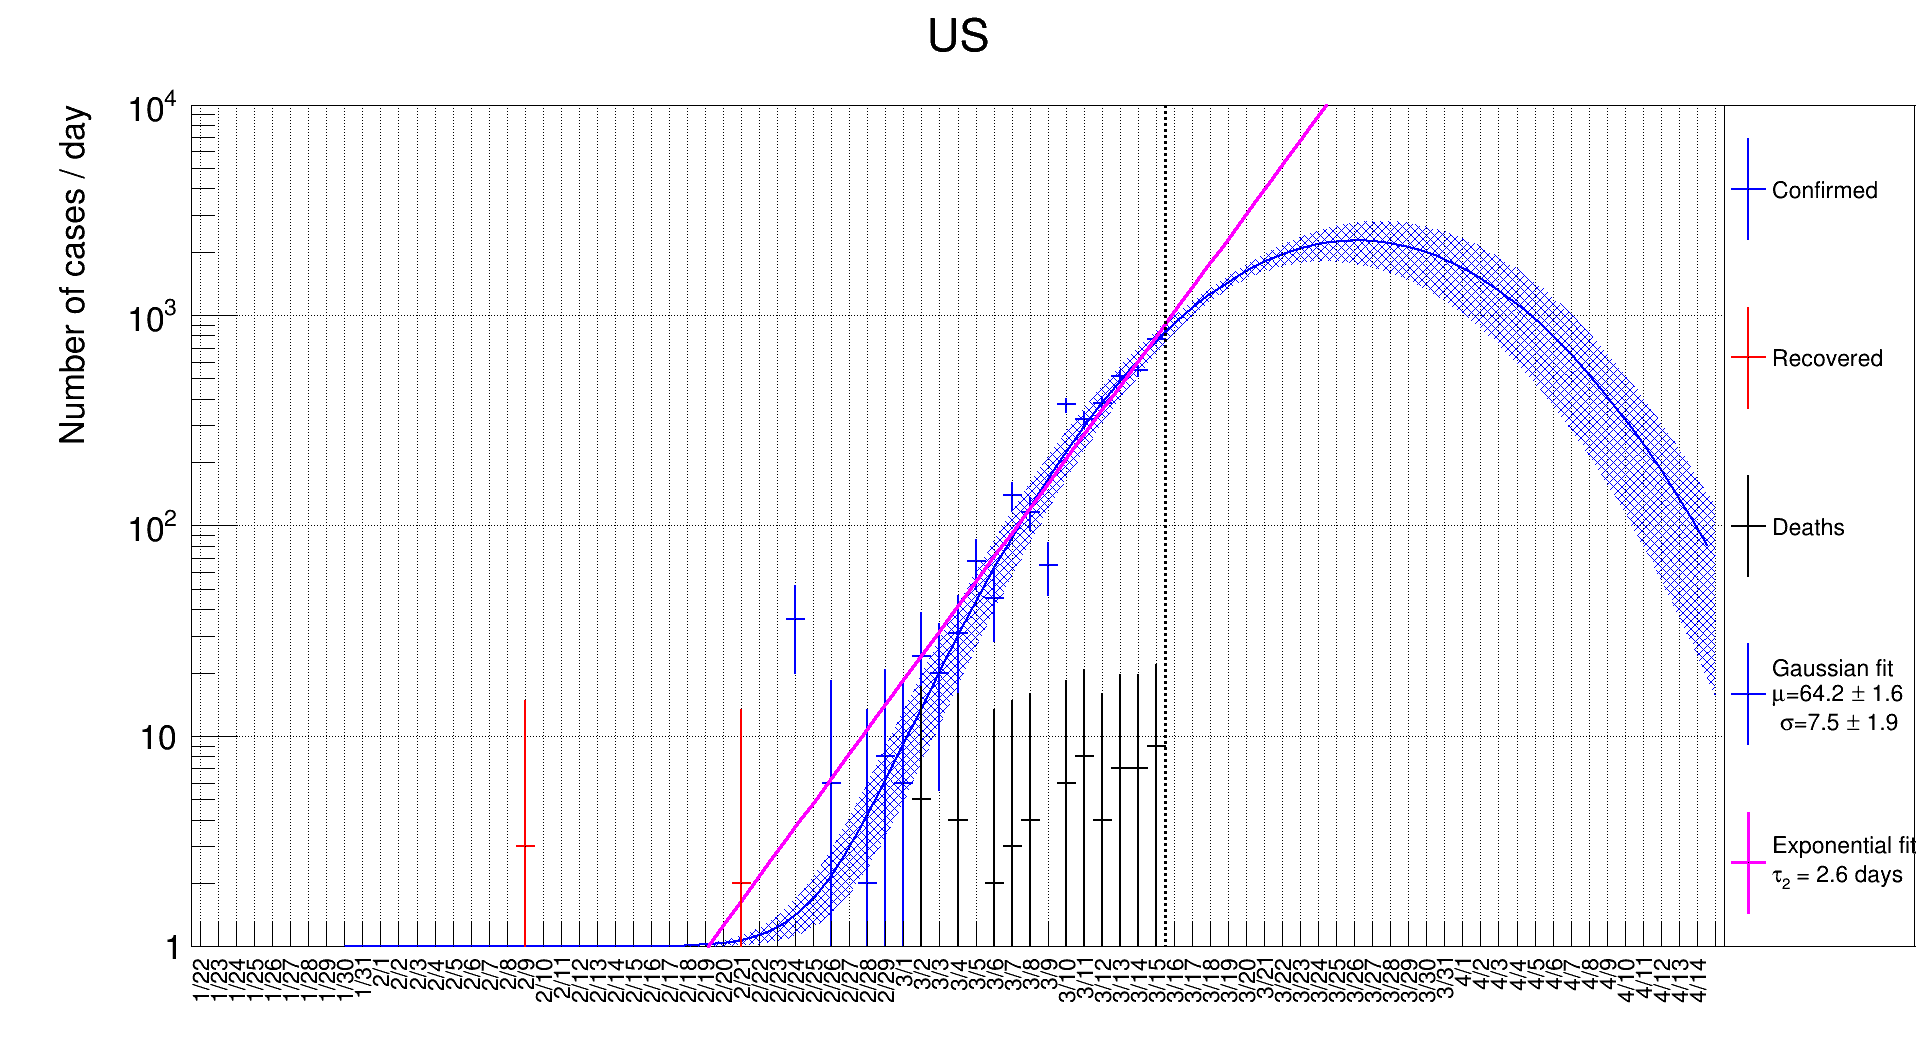 US
Number of cases / day
10⁴
10³
10²
10
1
1/22 1/23 1/24 1/25 1/26 1/27 1/28 1/29 1/30 1/31 2/1 2/2 2/3 2/4 2/5 2/6 2/7 2/8 2/9 2/10 2/11 2/12 2/13 2/14 2/15 2/16 2/17 2/18 2/19 2/20 2/21 2/22 2/23 2/24 2/25 2/26 2/27 2/28 2/29 3/1 3/2 3/3 3/4 3/5 3/6 3/7 3/8 3/9 3/10 3/11 3/12 3/13 3/14 3/15 3/16 3/17 3/18 3/19 3/20 3/21 3/22 3/23 3/24 3/25 3/26 3/27 3/28 3/29 3/30 3/31 4/1 4/2 4/3 4/4 4/5 4/6 4/7 4/8 4/9 4/10 4/11 4/12 4/13 4/14
Confirmed
Recovered
Deaths
Gaussian fit
μ=64.2 ± 1.6
σ=7.5 ± 1.9
Exponential fit
τ₂ = 2.6 days